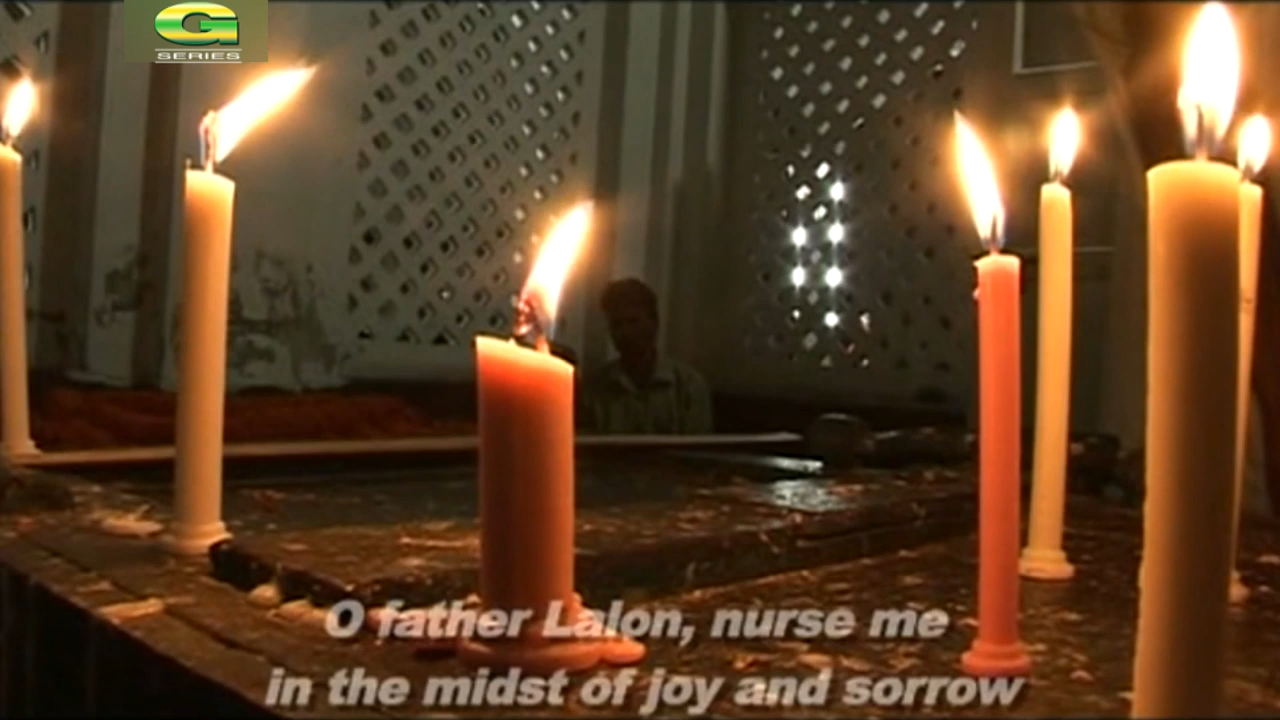 G
SERIES
O father Lalon, nurse me
in the midst of joy and sorrow